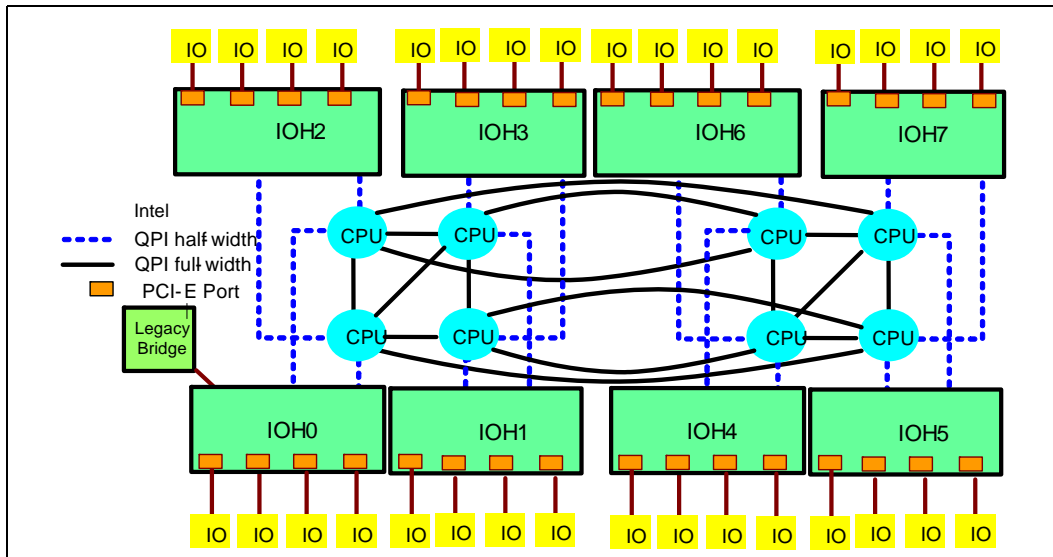 IO IO IO IO IO IO IO IO IO IO IO IO IO IO IO IO
IOH2 IOH3 IOH6 IOH7
Intel
QPI half-width
QPI full-width
PCI-E Port
CPU CPU CPU CPU
Legacy
Bridge
CPU CPU CPU CPU
IOH0 IOH1 IOH4 IOH5
IO IO IO IO IO IO IO IO IO IO IO IO IO IO IO IO